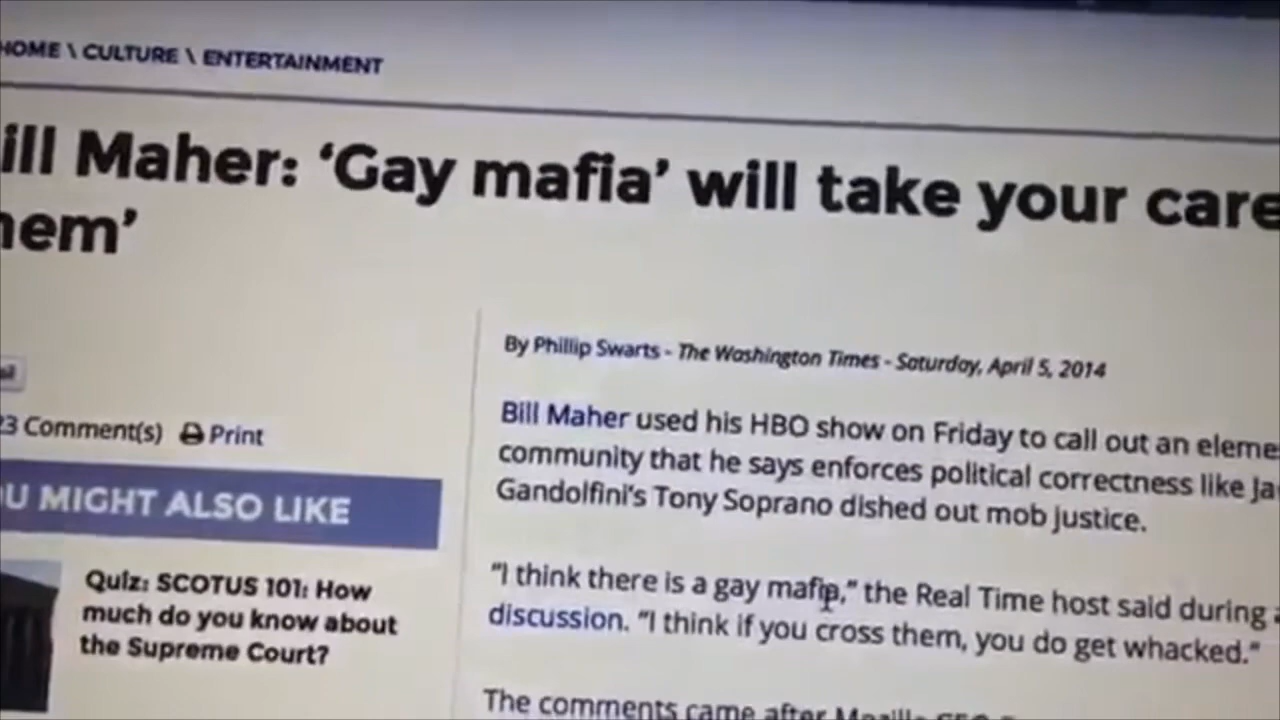 HOME \ CULTURE \ ENTERTAINMENT
ill Maher: ‘Gay mafia’ will take your care
hem’
By Phillip Swarts - The Washington Times - Saturday, April 5, 2014
23 Comment(s) Print
Bill Maher used his HBO show on Friday to call out an eleme
community that he says enforces political correctness like Ja
Gandolfini's Tony Soprano dished out mob justice.
U MIGHT ALSO LIKE
Quiz: SCOTUS 101: How
much do you know about
the Supreme Court?
“I think there is a gay mafia,” the Real Time host said during a
discussion. “I think if you cross them, you do get whacked.”
The comments came after Mozilla CEO